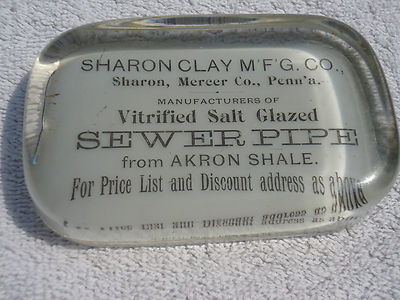 SHARON CLAY M'F'G. CO.,
Sharon, Mercer Co., Penn'a.
MANUFACTURERS OF
Vitrified Salt Glazed
SEWER PIPE
from AKRON SHALE.
For Price List and Discount address as above